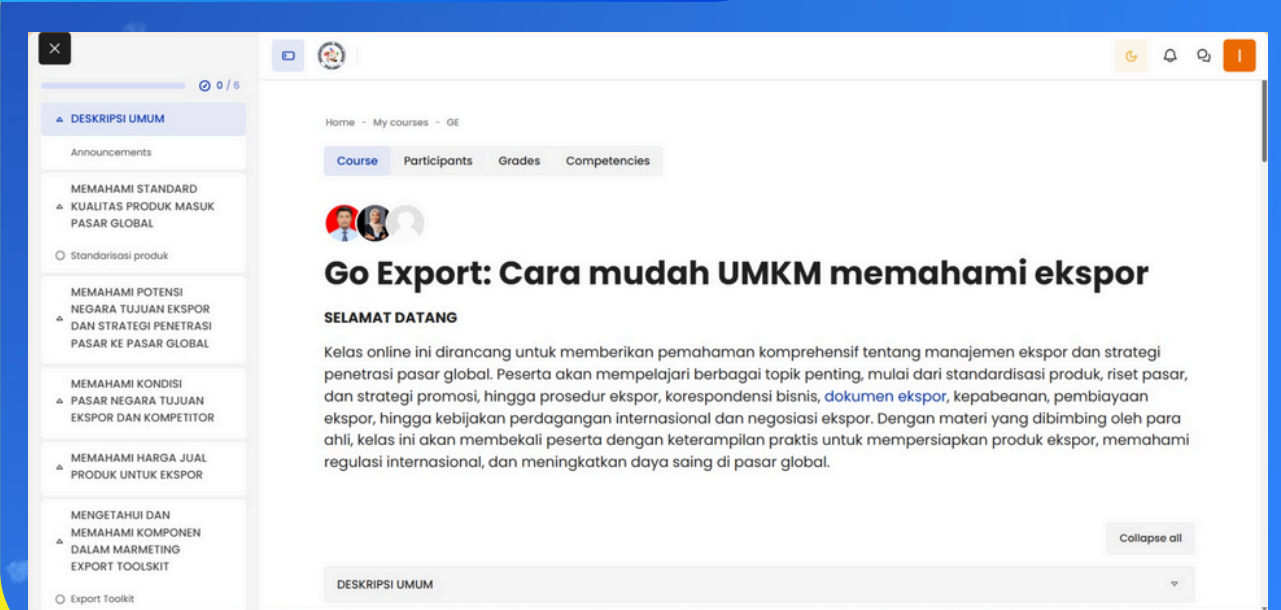 0 / 6
DESKRIPSI UMUM
Announcements
MEMAHAMI STANDARD
KUALITAS PRODUK MASUK
PASAR GLOBAL
Standarisasi produk
MEMAHAMI POTENSI
NEGARA TUJUAN EKSPOR
DAN STRATEGI PENETRASI
PASAR KE PASAR GLOBAL
MEMAHAMI KONDISI
PASAR NEGARA TUJUAN
EKSPOR DAN KOMPETITOR
MEMAHAMI HARGA JUAL
PRODUK UNTUK EKSPOR
MENGETAHUI DAN
MEMAHAMI KOMPONEN
DALAM MARMETING
EXPORT TOOLSKIT
Export Toolkit
I
Home - My courses - GE
Course Participants Grades Competencies
Go Export: Cara mudah UMKM memahami ekspor
SELAMAT DATANG
Kelas online ini dirancang untuk memberikan pemahaman komprehensif tentang manajemen ekspor dan strategi
penetrasi pasar global. Peserta akan mempelajari berbagai topik penting, mulai dari standardisasi produk, riset pasar,
dan strategi promosi, hingga prosedur ekspor, korespondensi bisnis, dokumen ekspor, kepabeanan, pembiayaan
ekspor, hingga kebijakan perdagangan internasional dan negosiasi ekspor. Dengan materi yang dibimbing oleh para
ahli, kelas ini akan membekali peserta dengan keterampilan praktis untuk mempersiapkan produk ekspor, memahami
regulasi internasional, dan meningkatkan daya saing di pasar global.
Collapse all
DESKRIPSI UMUM